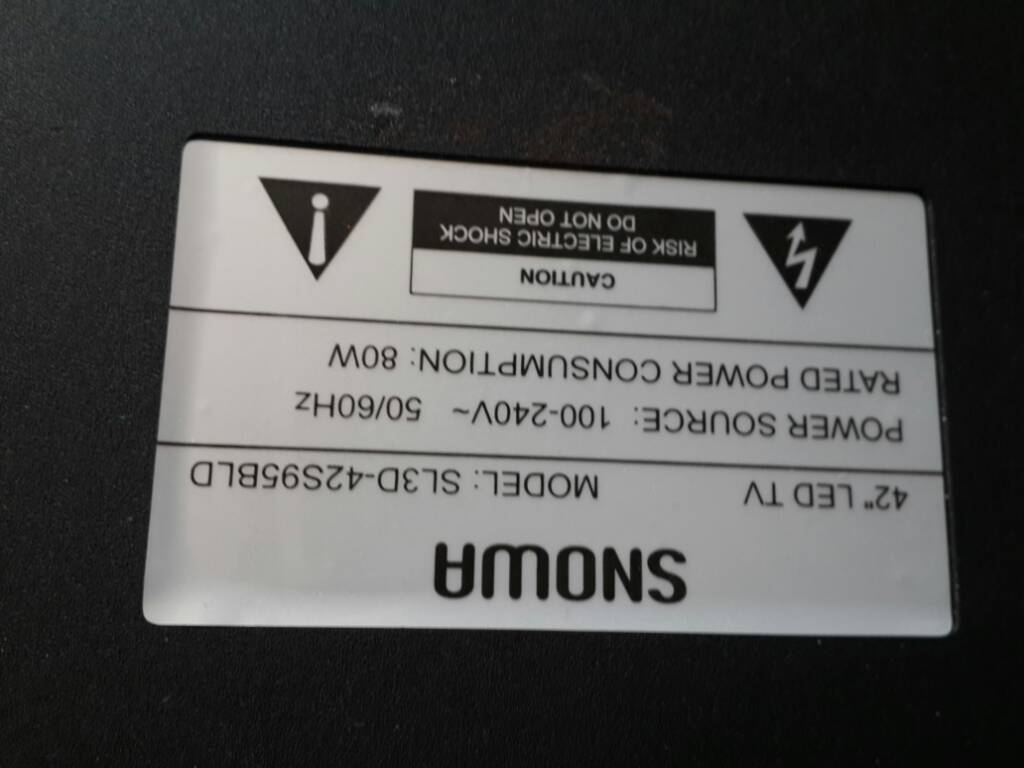 SNOWA
42" LED TV MODEL: SL3D-42S95BLD
POWER SOURCE: 100-240V~ 50/60Hz
RATED POWER CONSUMPTION: 80W
CAUTION
RISK OF ELECTRIC SHOCK
DO NOT OPEN